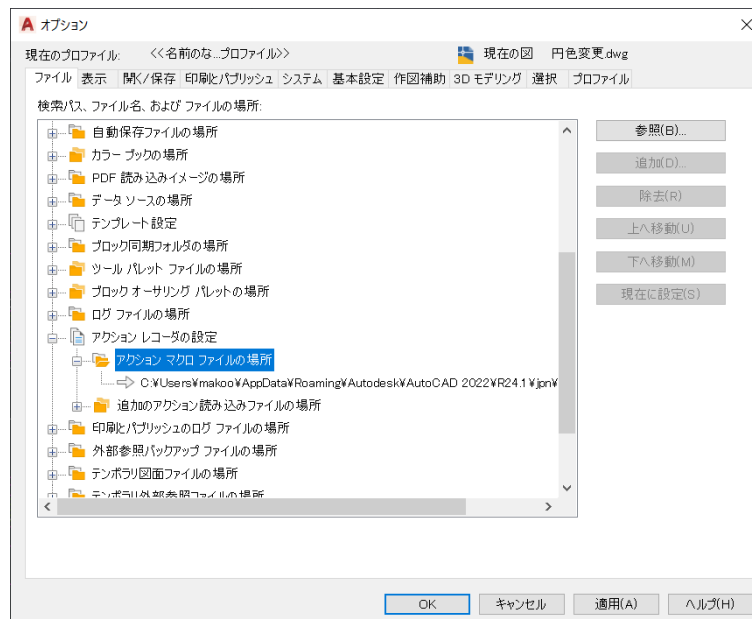 オプション
現在のプロファイル: <<名前のな...プロファイル>> 現在の図 円色変更.dwg
ファイル 表示 開く/保存 印刷とパブリッシュ システム 基本設定 作図補助 3D モデリング 選択 プロファイル
検索パス、ファイル名、および ファイルの場所:
自動保存ファイルの場所
カラー ブックの場所
PDF 読み込みイメージの場所
データ ソースの場所
テンプレート設定
ブロック同期フォルダの場所
ツール パレット ファイルの場所
ブロック オーサリング パレットの場所
ログ ファイルの場所
アクション レコーダの設定
アクション マクロ ファイルの場所
C:¥Users¥makoo¥AppData¥Roaming¥Autodesk¥AutoCAD 2022¥R24.1¥jpn¥
追加のアクション読み込みファイルの場所
印刷とパブリッシュのログ ファイルの場所
外部参照バックアップ ファイルの場所
テンポラリ図面ファイルの場所
テンポラリ外部参照ファイルの場所
参照(B)...
追加(D)...
除去(R)
上へ移動(U)
下へ移動(M)
現在に設定(S)
OK キャンセル 適用(A) ヘルプ(H)